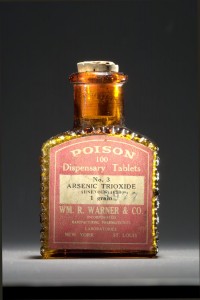 POISON
100
Dispensary Tablets
No. 3
ARSENIC TRIOXIDE
1 grain
WM. R. WARNER & CO.
NEW YORK ST. LOUIS